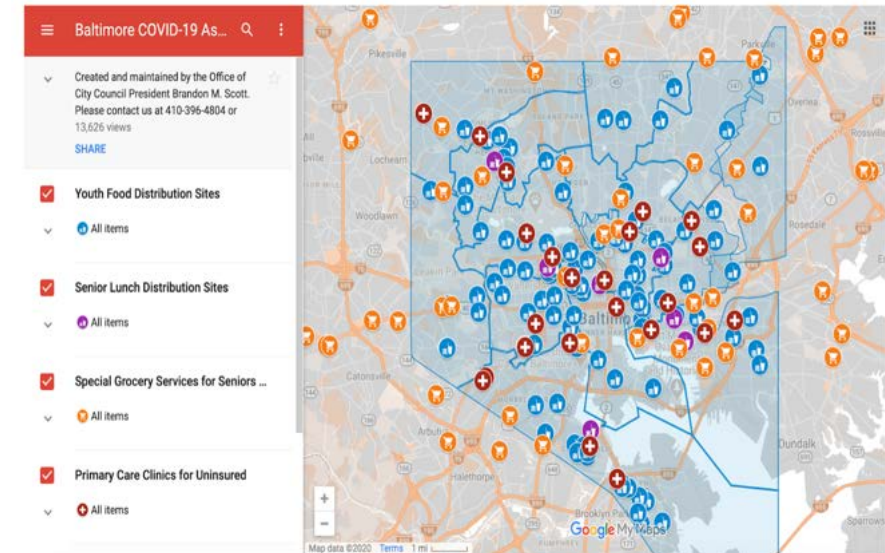 Baltimore COVID-19 As...
Created and maintained by the Office of
City Council President Brandon M. Scott.
Please contact us at 410-396-4804 or
13,626 views
SHARE
Youth Food Distribution Sites
All items
Senior Lunch Distribution Sites
All items
Special Grocery Services for Seniors ...
All items
Primary Care Clinics for Uninsured
All items
Pikesville
Parkville
Overlea
Rossvill
Lochearn
Woodlawn
Rosedale
Catonsville
Dundalk
Halethorpe
Brooklyn Park
Sparrows
Google My Maps
Map data ©2020 Terms 1 mi